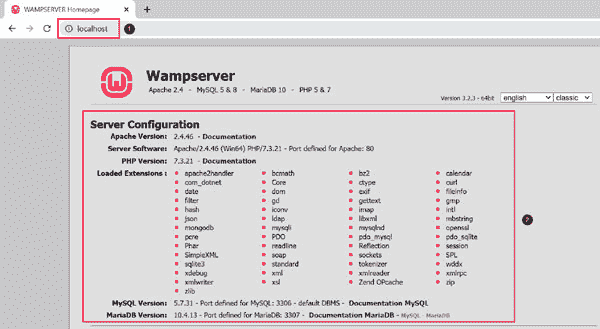 WAMPSERVER Homepage
localhost
1
Wampserver
Apache 2.4 - MySQL 5 & 8 - MariaDB 10 - PHP 5 & 7
Version 3.2.3 - 64bit english classic
Server Configuration
Apache Version: 2.4.46 - Documentation
Server Software: Apache/2.4.46 (Win64) PHP/7.3.21 - Port defined for Apache: 80
PHP Version: 7.3.21 - Documentation
Loaded Extensions : apache2handler bcmath bz2 calendar
com_dotnet Core ctype curl
date dom exif fileinfo
filter gd gettext gmp
hash iconv imap intl
json ldap libxml mbstring
mongodb mysqli mysqlnd openssl
pcre PDO pdo_mysql pdo_sqlite
Phar readline Reflection session
SimpleXML soap sockets SPL
sqlite3 standard tokenizer wddx
xdebug xml xmlreader xmlrpc
xmlwriter xsl Zend OPcache zip
zlib
2
MySQL Version: 5.7.31 - Port defined for MySQL: 3306 - default DBMS - Documentation MySQL
MariaDB Version: 10.4.13 - Port defined for MariaDB: 3307 - Documentation MariaDB - MySQL - MariaDB